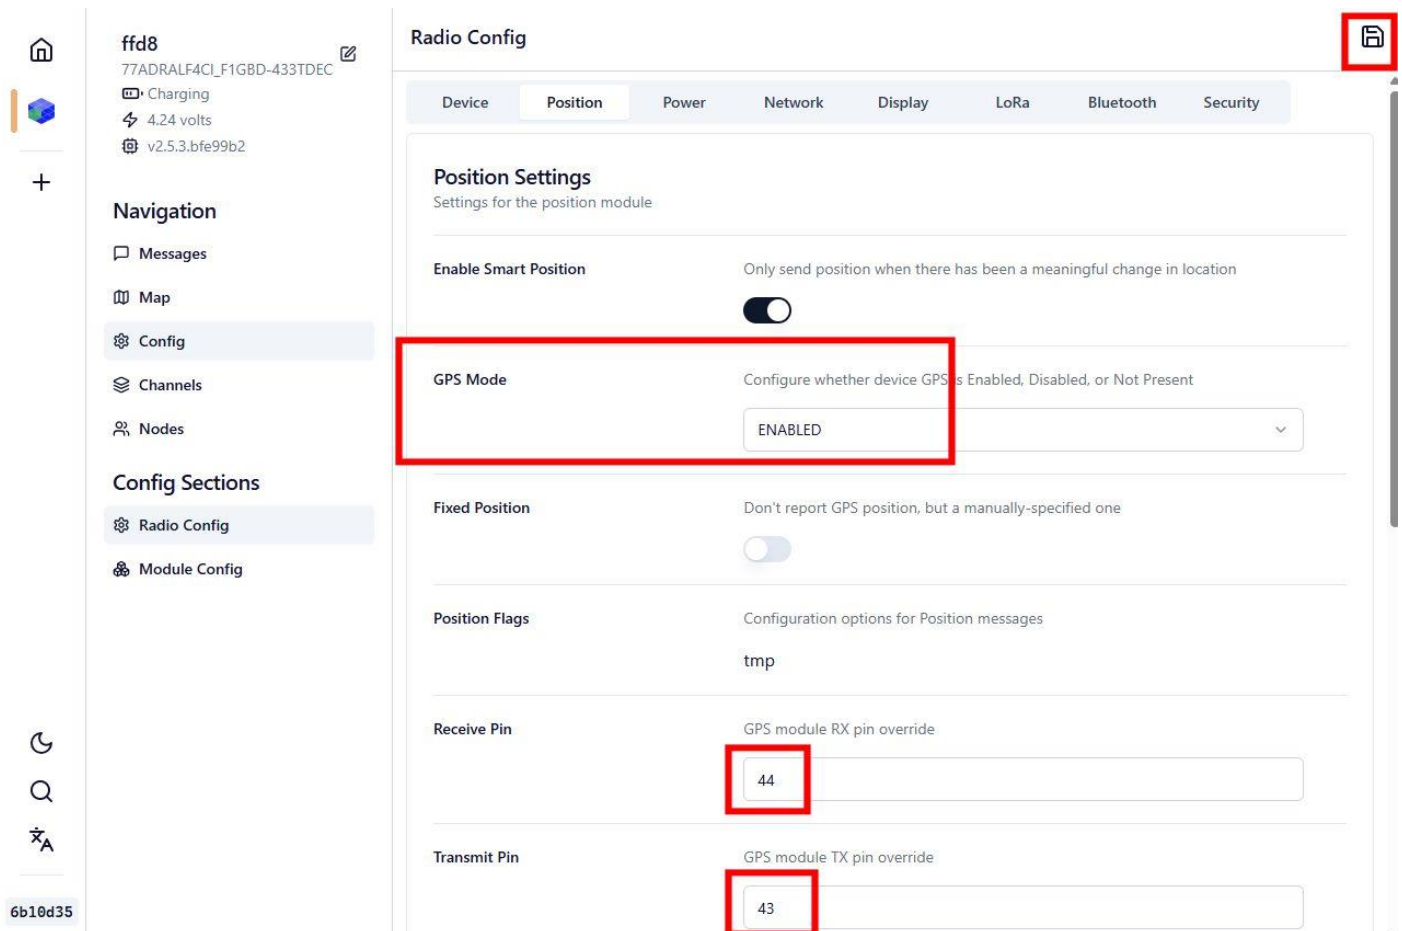 ffd8
77ADRALF4CI_F1GBD-433TDEC
Charging
4.24 volts
v2.5.3.bfe99b2
Navigation
Messages
Map
Config
Channels
Nodes
Config Sections
Radio Config
Module Config
6b10d35
Radio Config
Device Position Power Network Display LoRa Bluetooth Security
Position Settings
Settings for the position module
Enable Smart Position
Only send position when there has been a meaningful change in location
GPS Mode
Configure whether device GPS is Enabled, Disabled, or Not Present
ENABLED
Fixed Position
Don't report GPS position, but a manually-specified one
Position Flags
Configuration options for Position messages
tmp
Receive Pin
GPS module RX pin override
44
Transmit Pin
GPS module TX pin override
43